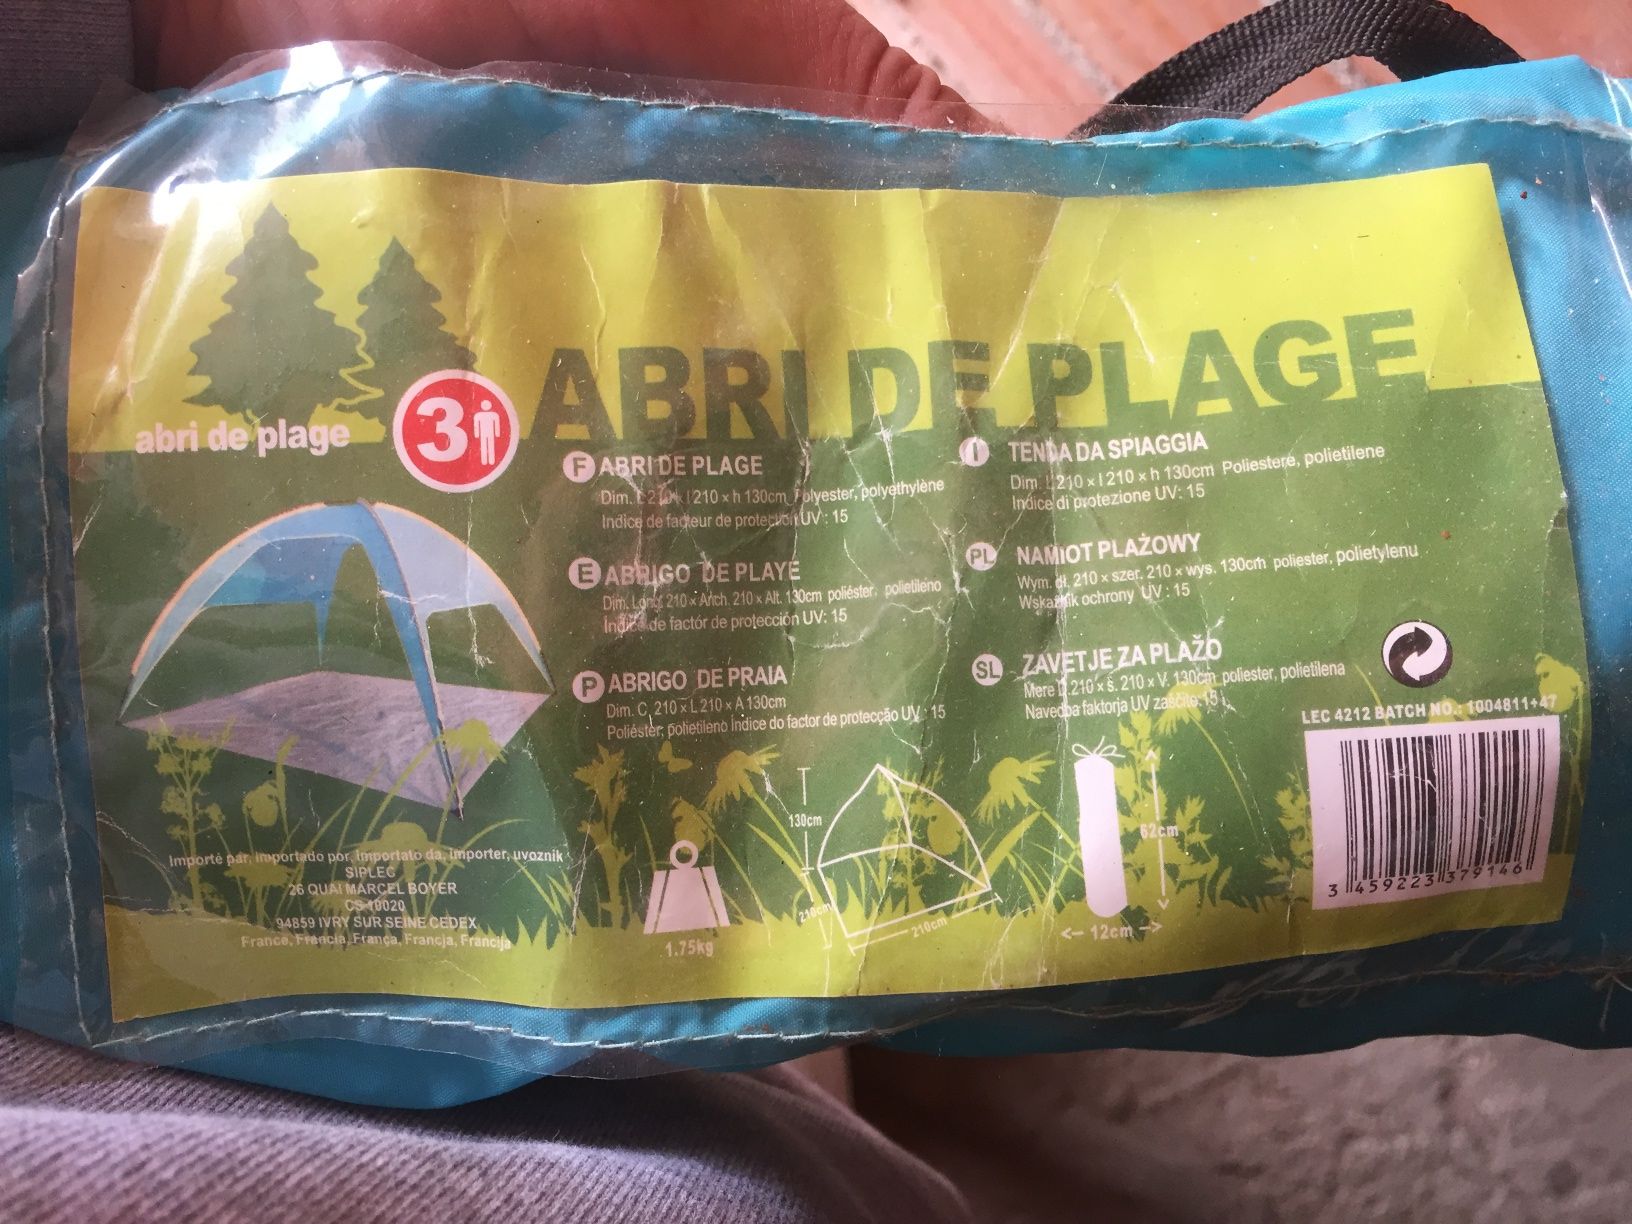 ABRI DE PLAGE
abri de plage
3
F ABRI DE PLAGE
Dim. L 210 x l 210 x h 130cm Polyester, polyethylène
Indice de facteur de protection UV : 15
E ABRIGO DE PLAYE
Dim. Long. 210 x Anch. 210 x Alt. 130cm poliéster, polietileno
Indice de factór de protección UV: 15
P ABRIGO DE PRAIA
Dim. C. 210 x L 210 x A 130cm
Poliéster, polietileno Indice do factor de protecção UV : 15
I TENDA DA SPIAGGIA
Dim. L 210 x l 210 x h 130cm Poliestere, polietilene
Indice di protezione UV: 15
PL NAMIOT PLAŻOWY
Wym. dł. 210 x szer. 210 x wys. 130cm poliester, polietylenu
Wskaźnik ochrony UV : 15
SL ZAVETJE ZA PLAŽO
Mere D.210 x š. 210 x V. 130cm poliester, polietilena
Navedba faktorja UV zaščito: 15
LEC 4212 BATCH NO.: 1004811+47
3 459223 379146
Importé par, importado por, importato da, importer, uvoznik
SIPLEC
26 QUAI MARCEL BOYER
CS 10020
94859 IVRY SUR SEINE CEDEX
France, Francia, França, Francja, Francija
1.75kg
130cm
210cm
210cm
62cm
12cm